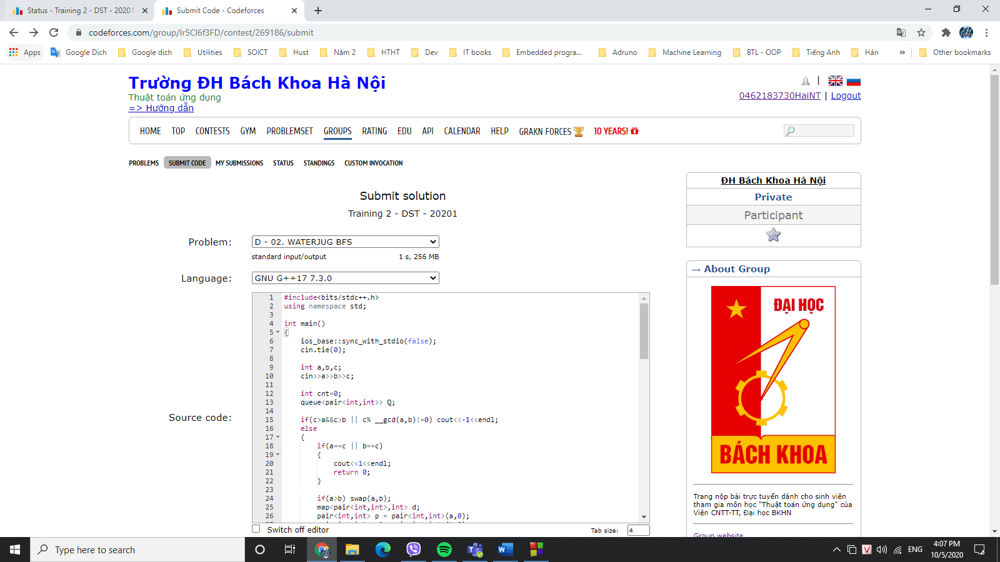 Status - Training 2 - DST - 20201
Submit Code - Codeforces
codeforces.com/group/lr5Cl6f3FD/contest/269186/submit
Apps Google Dịch Google dịch Utilities SOICT Hust Năm 2 HTHT Dev IT books Embedded progra... Adruno Machine Learning BTL - OOP Tiếng Anh Hán » Other bookmarks
Trường ĐH Bách Khoa Hà Nội
Thuật toán ứng dụng
=> Hướng dẫn
|
0462183730HaiNT | Logout
HOME TOP CONTESTS GYM PROBLEMSET GROUPS RATING EDU API CALENDAR HELP GRAKN FORCES 10 YEARS!
PROBLEMS SUBMIT CODE MY SUBMISSIONS STATUS STANDINGS CUSTOM INVOCATION
Submit solution
Training 2 - DST - 20201
Problem: D - 02. WATERJUG BFS
standard input/output 1 s, 256 MB
Language: GNU G++17 7.3.0
Source code:
1 #include<bits/stdc++.h>
2 using namespace std;
3
4 int main()
5 {
6 ios_base::sync_with_stdio(false);
7 cin.tie(0);
8
9 int a,b,c;
10 cin>>a>>b>>c;
11
12 int cnt=0;
13 queue<pair<int,int>> Q;
14
15 if(c>a&&c>b || c% __gcd(a,b)!=0) cout<<-1<<endl;
16 else
17 {
18 if(a==c || b==c)
19 {
20 cout<<1<<endl;
21 return 0;
22 }
23
24 if(a>b) swap(a,b);
25 map<pair<int,int>,int> d;
26 pair<int,int> p = pair<int,int>(a,0);
Switch off editor
Tab size: 4
ĐH Bách Khoa Hà Nội
Private
Participant
→ About Group
ĐẠI HỌC
BÁCH KHOA
Trang nộp bài trực tuyến dành cho sinh viên
tham gia môn học "Thuật toán ứng dụng" của
Viện CNTT-TT, Đại học BKHN
Group website
Type here to search
ENG
4:07 PM
10/5/2020